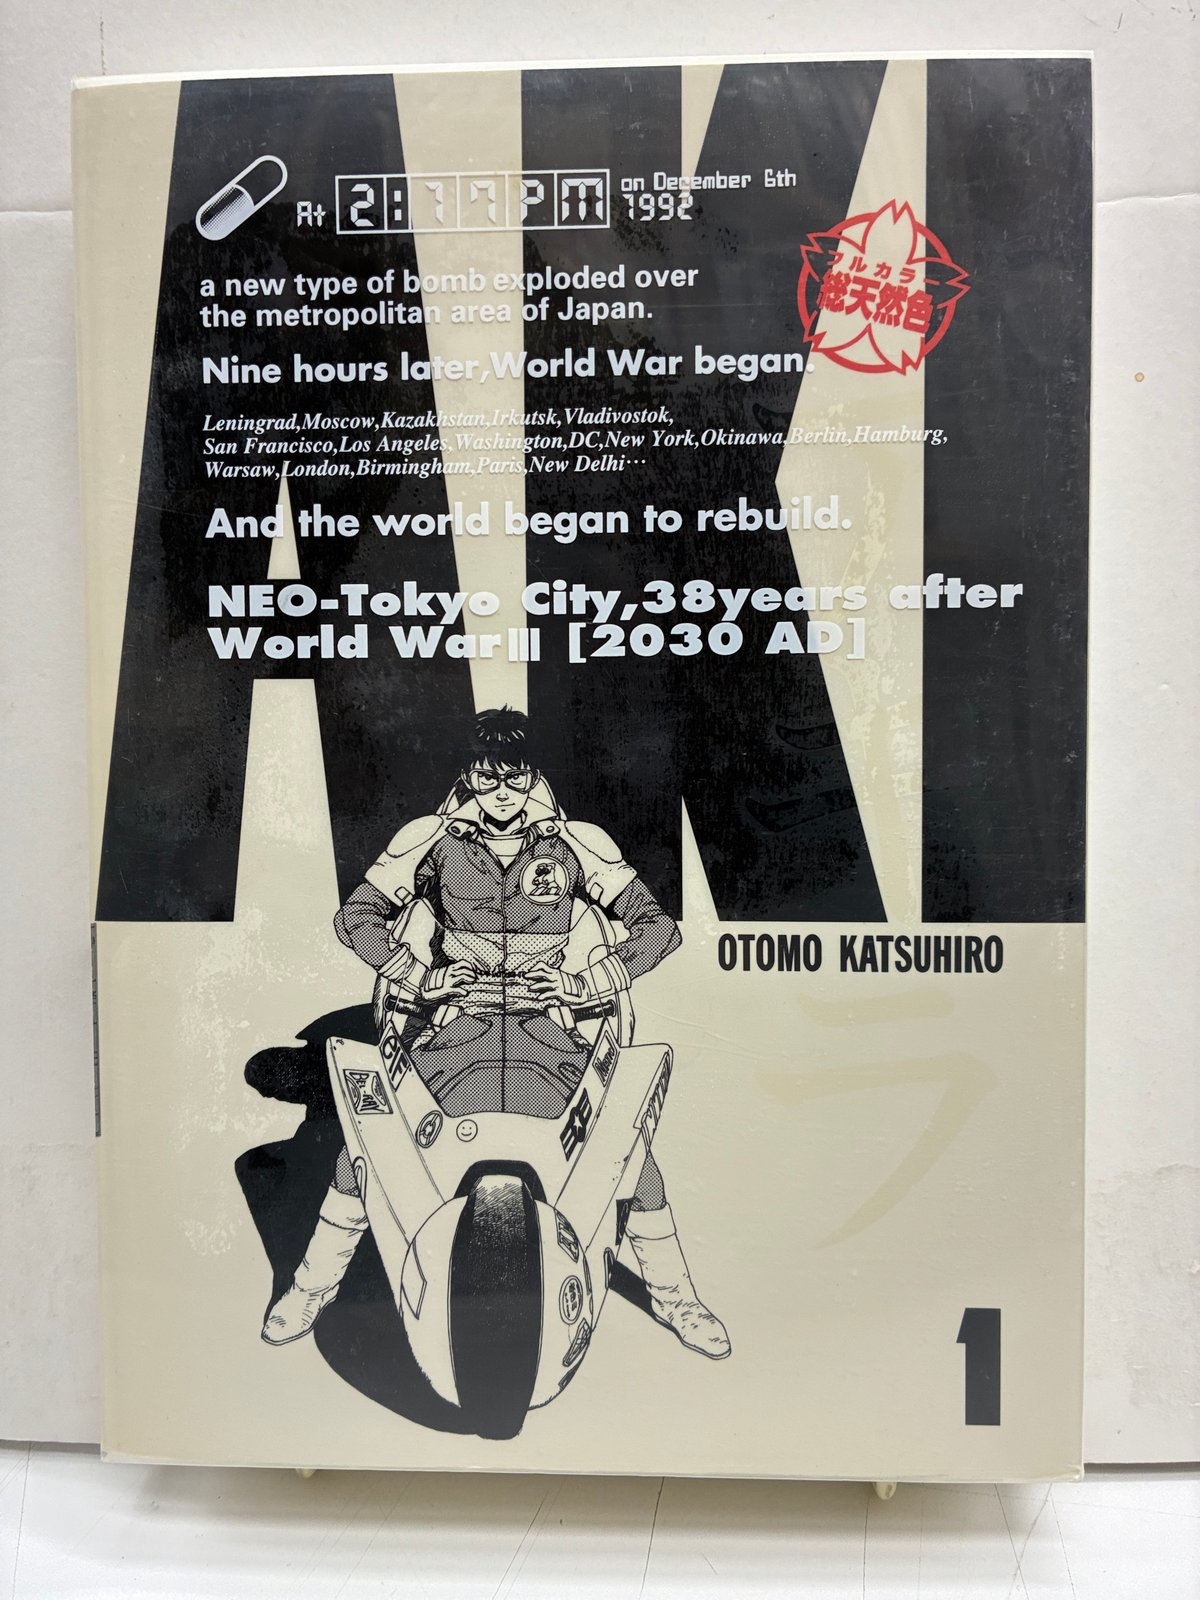 AKI
At 2:17PM on December 6th
1992
a new type of bomb exploded over
the metropolitan area of Japan.
フルカラー
総天然色
Nine hours later,World War began.
Leningrad,Moscow,Kazakhstan,Irkutsk,Vladivostok,
San Francisco,Los Angeles,Washington,DC,New York,Okinawa,Berlin,Hamburg,
Warsaw,London,Birmingham,Paris,New Delhi…
And the world began to rebuild.
NEO-Tokyo City,38years after
World WarⅢ [2030 AD]
OTOMO KATSUHIRO
ラ
1